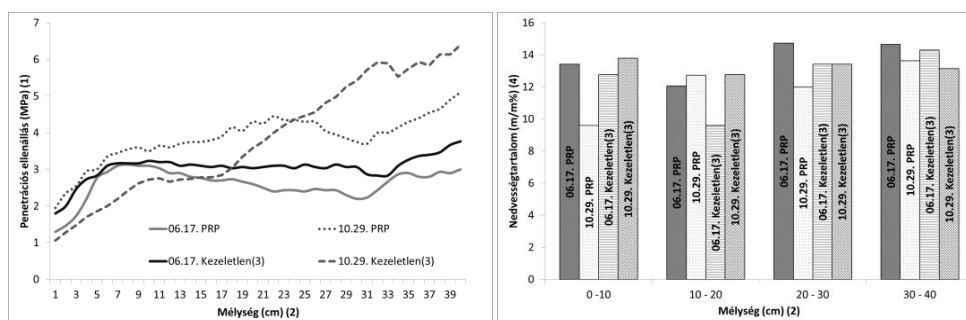 Penetrációs ellenállás (MPa) (1)
7
6
5
4
3
2
1
0
06.17. PRP
10.29. PRP
06.17. Kezeletlen(3)
10.29. Kezeletlen(3)
1 3 5 7 9 11 13 15 17 19 21 23 25 27 29 31 33 35 37 39
Mélység (cm) (2)
Nedvességtartalom (m/m%) (4)
16
14
12
10
8
6
4
2
0
06.17. PRP
10.29. PRP
06.17. Kezeletlen(3)
10.29. Kezeletlen(3)
06.17. PRP
10.29. PRP
06.17. Kezeletlen(3)
10.29. Kezeletlen(3)
06.17. PRP
10.29. PRP
06.17. Kezeletlen(3)
10.29. Kezeletlen(3)
06.17. PRP
10.29. PRP
06.17. Kezeletlen(3)
10.29. Kezeletlen(3)
0 -10 10 - 20 20 - 30 30 - 40
Mélység (cm) (2)